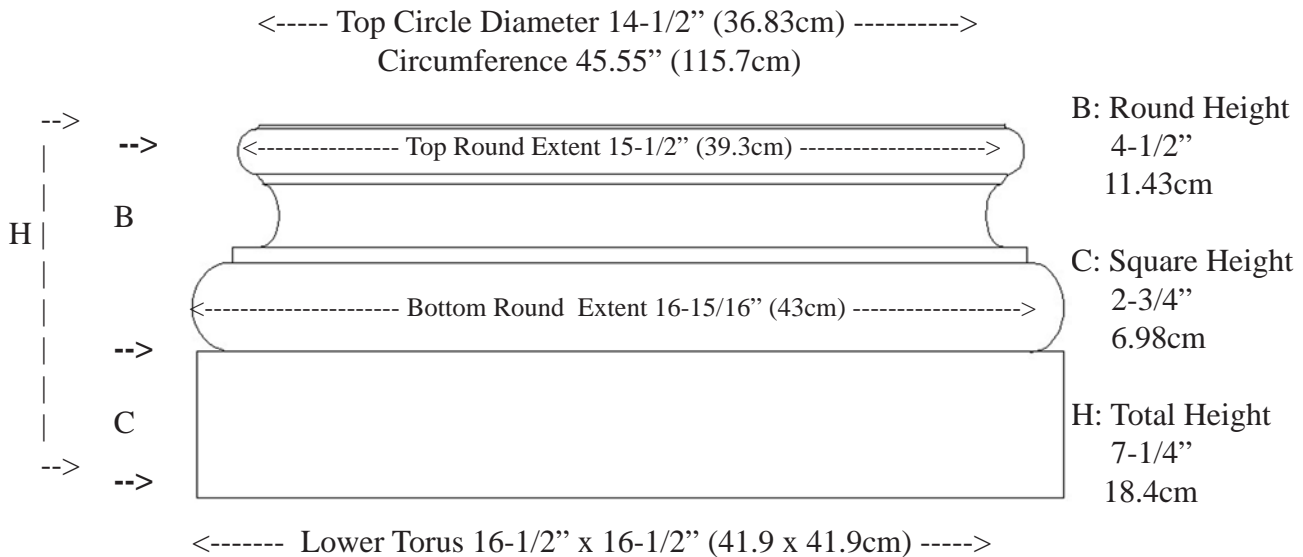 <----- Top Circle Diameter 14-1/2” (36.83cm) ---------->
Circumference 45.55” (115.7cm)
B: Round Height
4-1/2”
11.43cm
<---------------- Top Round Extent 15-1/2” (39.3cm) --------------------->
B
H
C: Square Height
2-3/4”
6.98cm
<--------------------- Bottom Round Extent 16-15/16” (43cm) ------------------->
C
H: Total Height
7-1/4”
18.4cm
<------- Lower Torus 16-1/2” x 16-1/2” (41.9 x 41.9cm) ----->